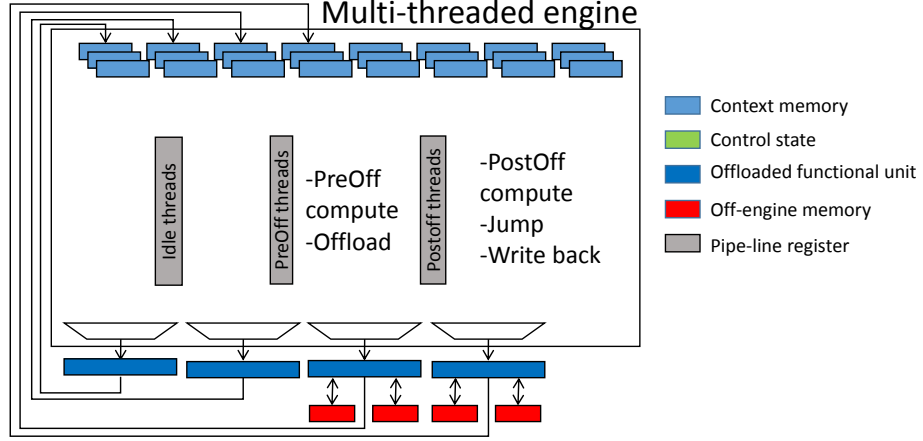 Multi-threaded engine
Idle threads
PreOff threads
-PreOff
compute
-Offload
Postoff threads
-PostOff
compute
-Jump
-Write back
Context memory
Control state
Offloaded functional unit
Off-engine memory
Pipe-line register